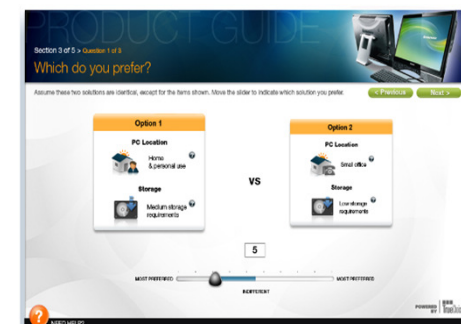 PRODUCT GUIDE
Section 3 of 5 > Question 1 of 3
Which do you prefer?
Assume these two solutions are identical, except for the items shown. Move the slider to indicate which solution you prefer.
< Previous
Next >
Option 1
PC Location
Home
& personal use
Storage
Medium storage
requirements
VS
Option 2
PC Location
Small office
Storage
Low storage
requirements
5
MOST PREFERRED
MOST PREFERRED
INDIFFERENT
POWERED
BY
?
NEED HELP?